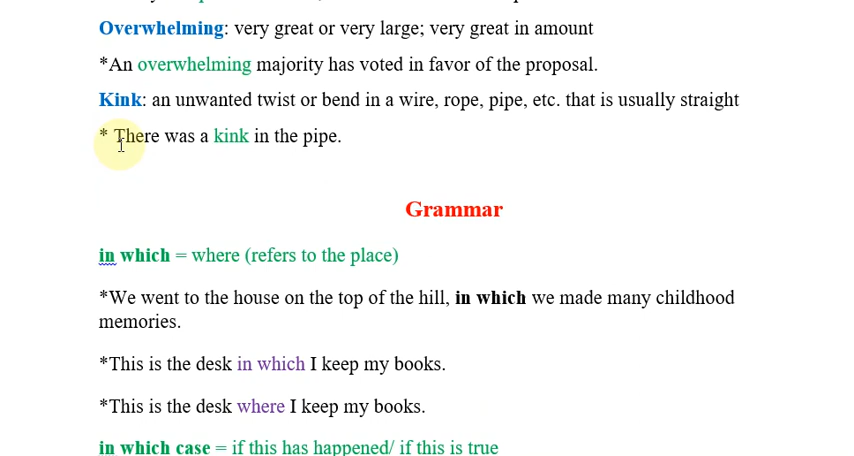 Overwhelming: very great or very large; very great in amount
*An overwhelming majority has voted in favor of the proposal.
Kink: an unwanted twist or bend in a wire, rope, pipe, etc. that is usually straight
* There was a kink in the pipe.
Grammar
in which = where (refers to the place)
*We went to the house on the top of the hill, in which we made many childhood
memories.
*This is the desk in which I keep my books.
*This is the desk where I keep my books.
in which case = if this has happened/ if this is true